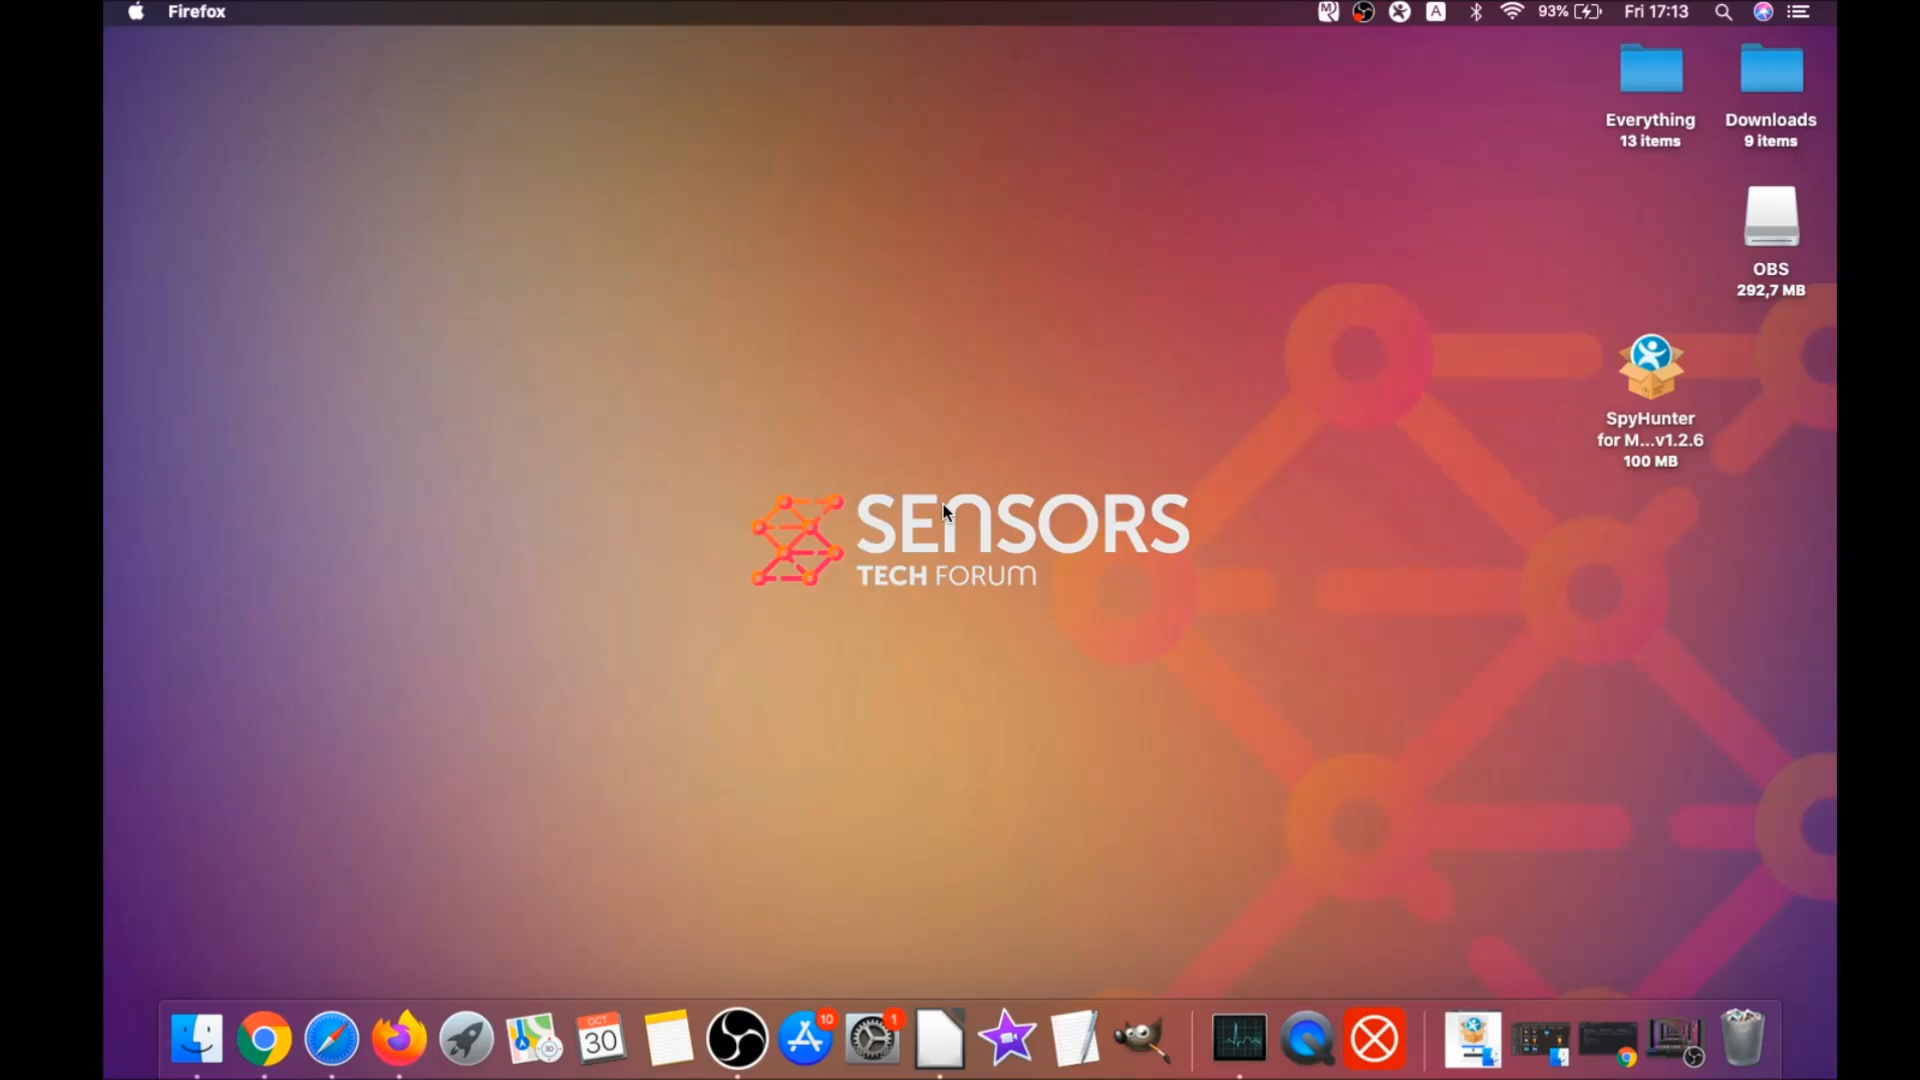 Firefox
A
93%
Fri 17:13
Everything
13 items
Downloads
9 items
OBS
292,7 MB
SpyHunter
for M...v1.2.6
100 MB
SENSORS
TECH FORUM
OCT
30
10
1